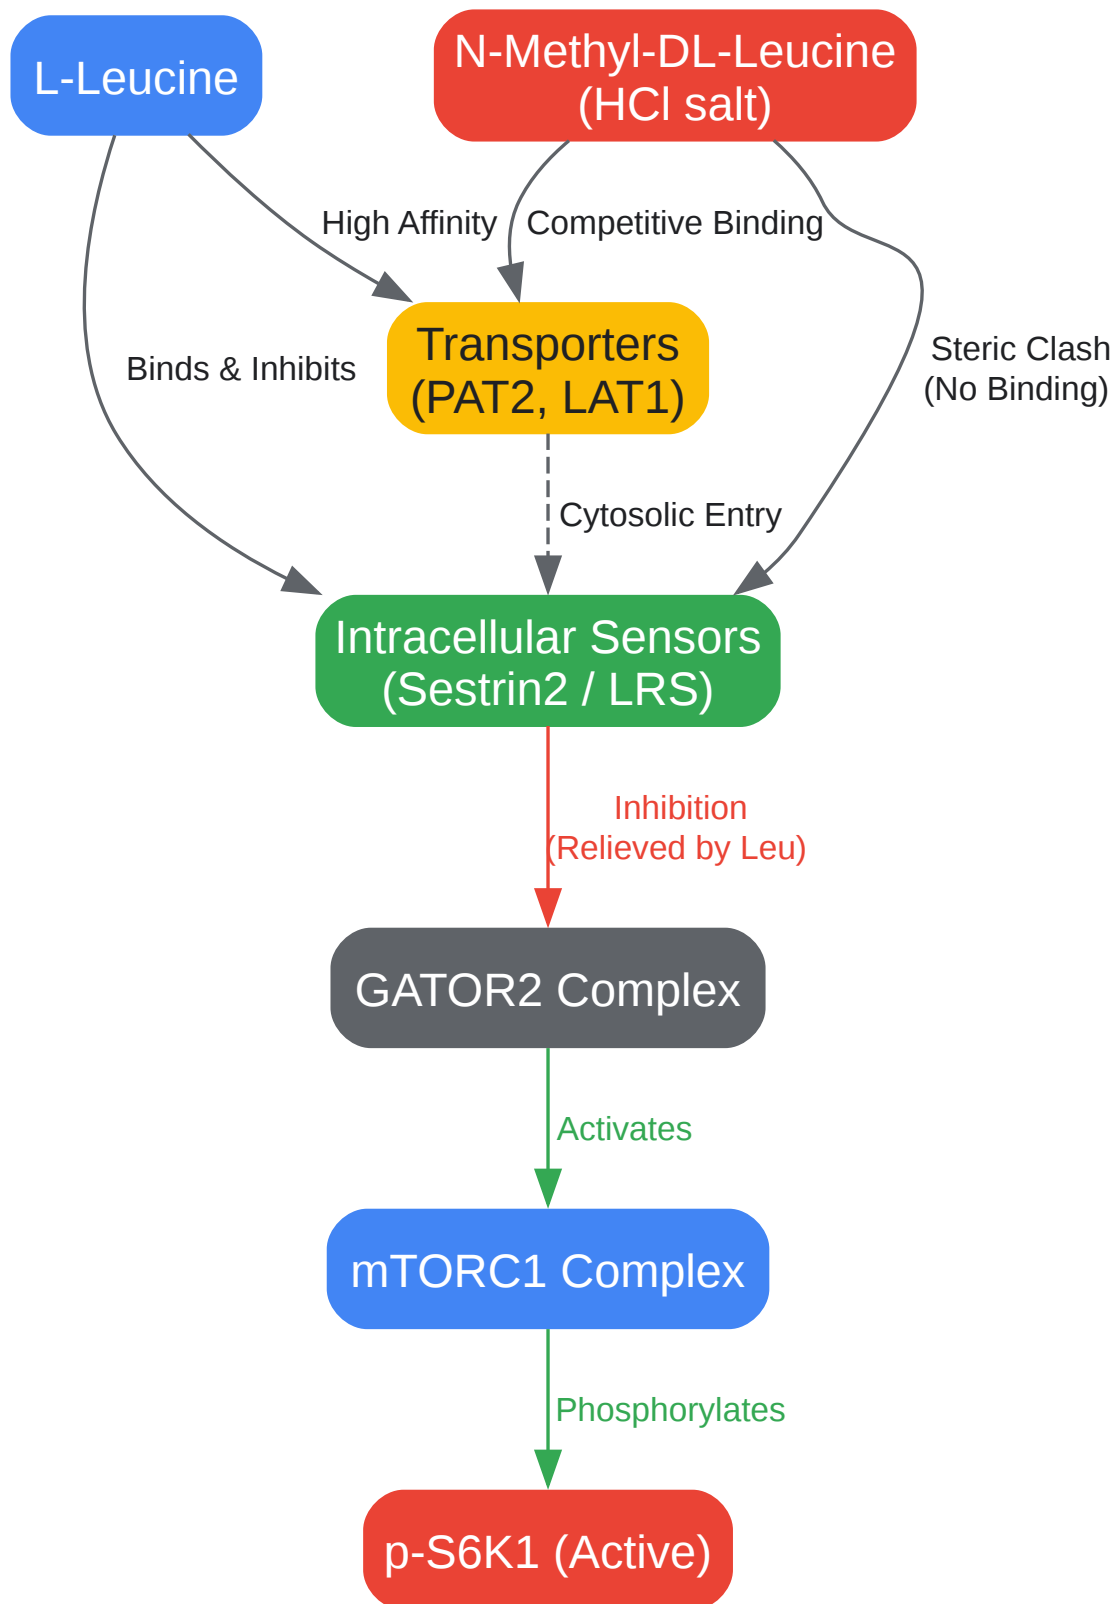 L-Leucine
N-Methyl-DL-Leucine
(HCl salt)
High Affinity
Competitive Binding
Binds & Inhibits
Transporters
(PAT2, LAT1)
Steric Clash
(No Binding)
Cytosolic Entry
Intracellular Sensors
(Sestrin2 / LRS)
Inhibition
(Relieved by Leu)
GATOR2 Complex
Activates
mTORC1 Complex
Phosphorylates
p-S6K1 (Active)